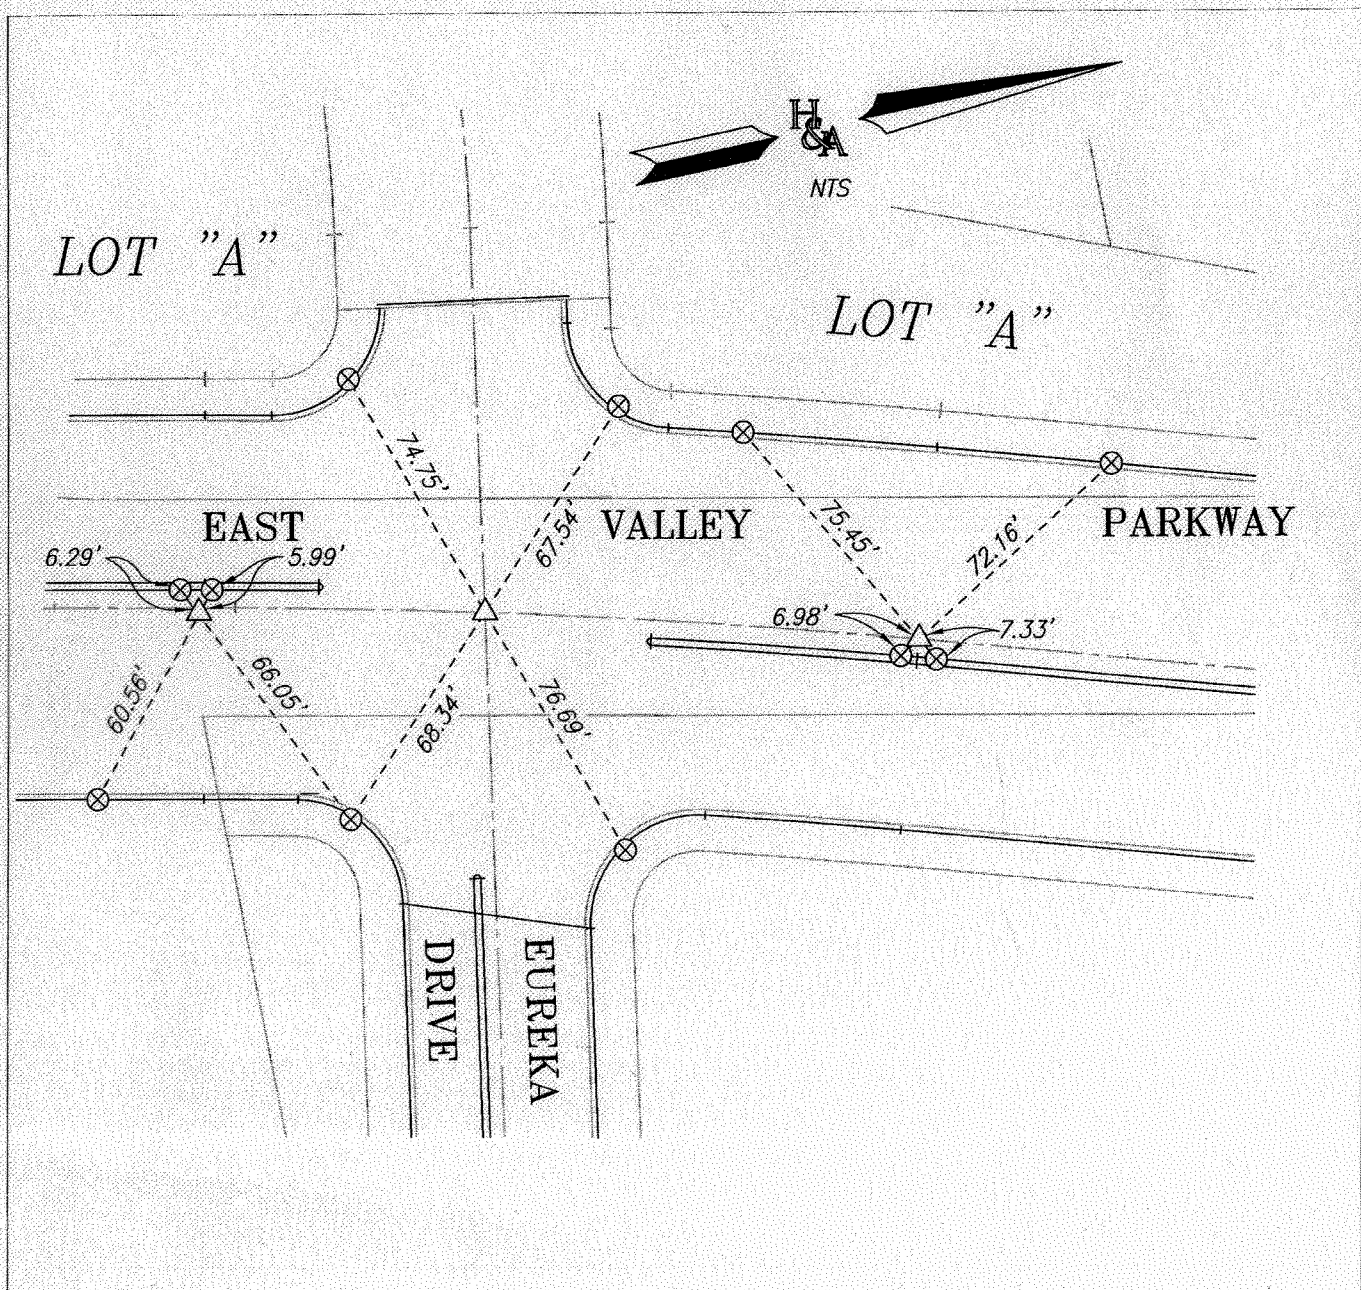 H&A
NTS
LOT "A"
LOT "A"
74.75'
67.54'
75.45'
72.16'
EAST VALLEY PARKWAY
6.29'
5.99'
6.98'
7.33'
60.56'
66.05'
68.34'
76.69'
EUREKA
DRIVE